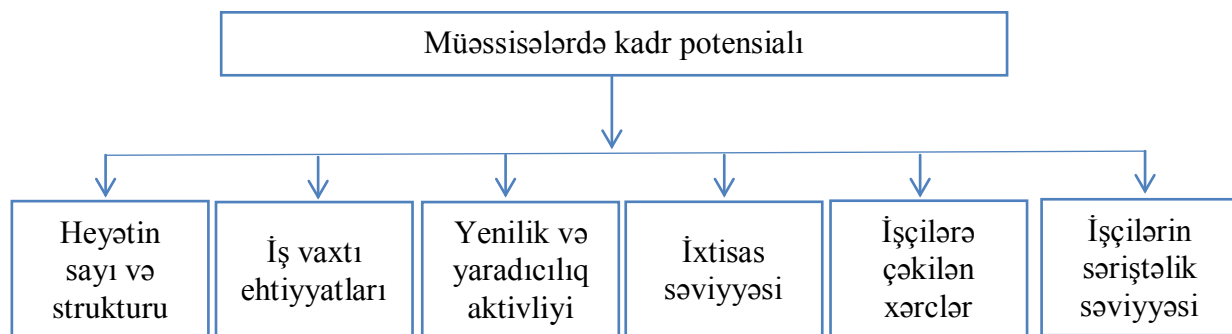 Müəssisələrdə kadr potensialı
Heyətin
sayı və
strukturu
İş vaxtı
ehtiyyatları
Yenilik və
yaradıcılıq
aktivliyi
İxtisas
səviyyəsi
İşçilərə
çəkilən
xərclər
İşçilərin
səriştəlik
səviyyəsi